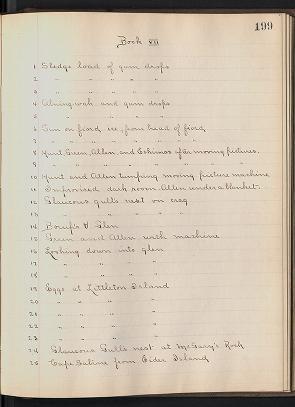 199
Book VII
1 Sledge load of gum drops
2 " " " " "
3 " " " " "
4 Ahningwah and gum drops
5 " " " "
6 Sun on fiord ice, from head of fiord
7 " " " " " " "
8 Hunt, Green, Allen, and Eskimos after moving pictures.
9 " " " " " " "
10 Hunt and Allen turning moving picture machine
11 Improvised dark room. Allen under a blanket.
12 Glaucous gulls nest on crag
13 " " " "
14 Borup's Glen
15 Green and Allen with machine
16 Looking down into glen
17 " " " "
18 " " " "
19 Eggs at Littleton Island
20 " " " "
21 " " " "
22 " " " "
23 " " " "
24 Glaucous Gulls nest at McGary's Rock
25 Cape Sabine from Eider Island